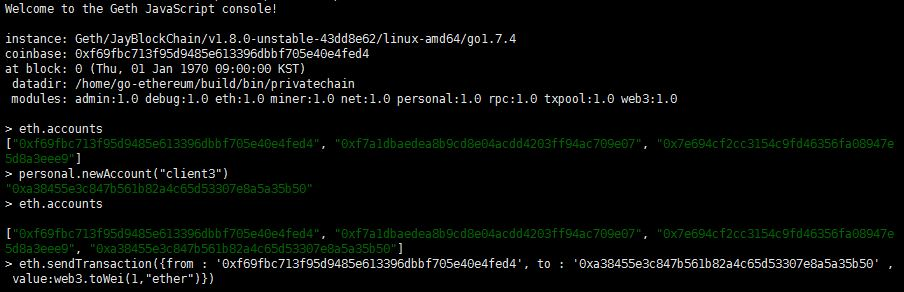 Welcome to the Geth JavaScript console!
instance: Geth/JayBlockChain/v1.8.0-unstable-43dd8e62/linux-amd64/go1.7.4
coinbase: 0xf69fbc713f95d9485e613396dbbf705e40e4fed4
at block: 0 (Thu, 01 Jan 1970 09:00:00 KST)
 datadir: /home/go-ethereum/build/bin/privatechain
 modules: admin:1.0 debug:1.0 eth:1.0 miner:1.0 net:1.0 personal:1.0 rpc:1.0 txpool:1.0 web3:1.0
> eth.accounts
["0xf69fbc713f95d9485e613396dbbf705e40e4fed4", "0xf7a1dbaedea8b9cd8e04acdd4203ff94ac709e07", "0x7e694cf2cc3154c9fd46356fa08947e
5d8a3eee9"]
> personal.newAccount("client3")
"0xa38455e3c847b561b82a4c65d53307e8a5a35b50"
> eth.accounts
["0xf69fbc713f95d9485e613396dbbf705e40e4fed4", "0xf7a1dbaedea8b9cd8e04acdd4203ff94ac709e07", "0x7e694cf2cc3154c9fd46356fa08947e
5d8a3eee9", "0xa38455e3c847b561b82a4c65d53307e8a5a35b50"]
> eth.sendTransaction({from : '0xf69fbc713f95d9485e613396dbbf705e40e4fed4', to : '0xa38455e3c847b561b82a4c65d53307e8a5a35b50' ,
 value:web3.toWei(1,"ether")})